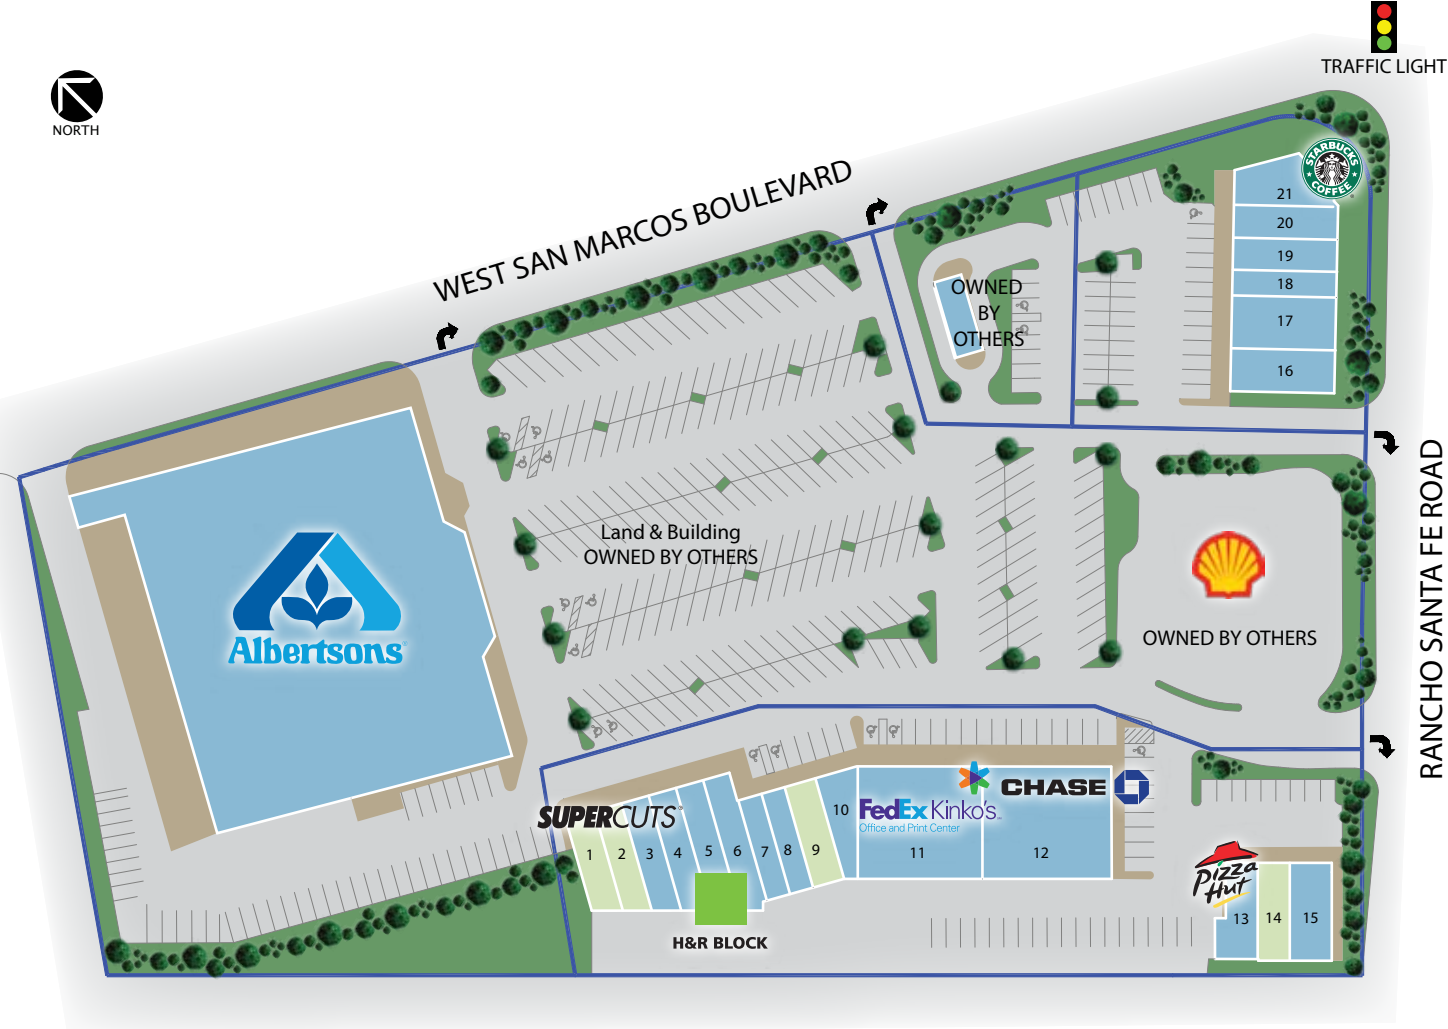 TRAFFIC LIGHT
NORTH
WEST SAN MARCOS BOULEVARD
STARBUCKS
COFFEE
21
20
19
18
17
16
OWNED
BY
OTHERS
Land & Building
OWNED BY OTHERS
Albertsons
OWNED BY OTHERS
RANCHO SANTA FE ROAD
SUPERCUTS
CHASE
FedEx Kinko's
Office and Print Center
1
2
3
4
5
6
7
8
9
10
11
12
H&R BLOCK
Pizza
Hut
13
14
15